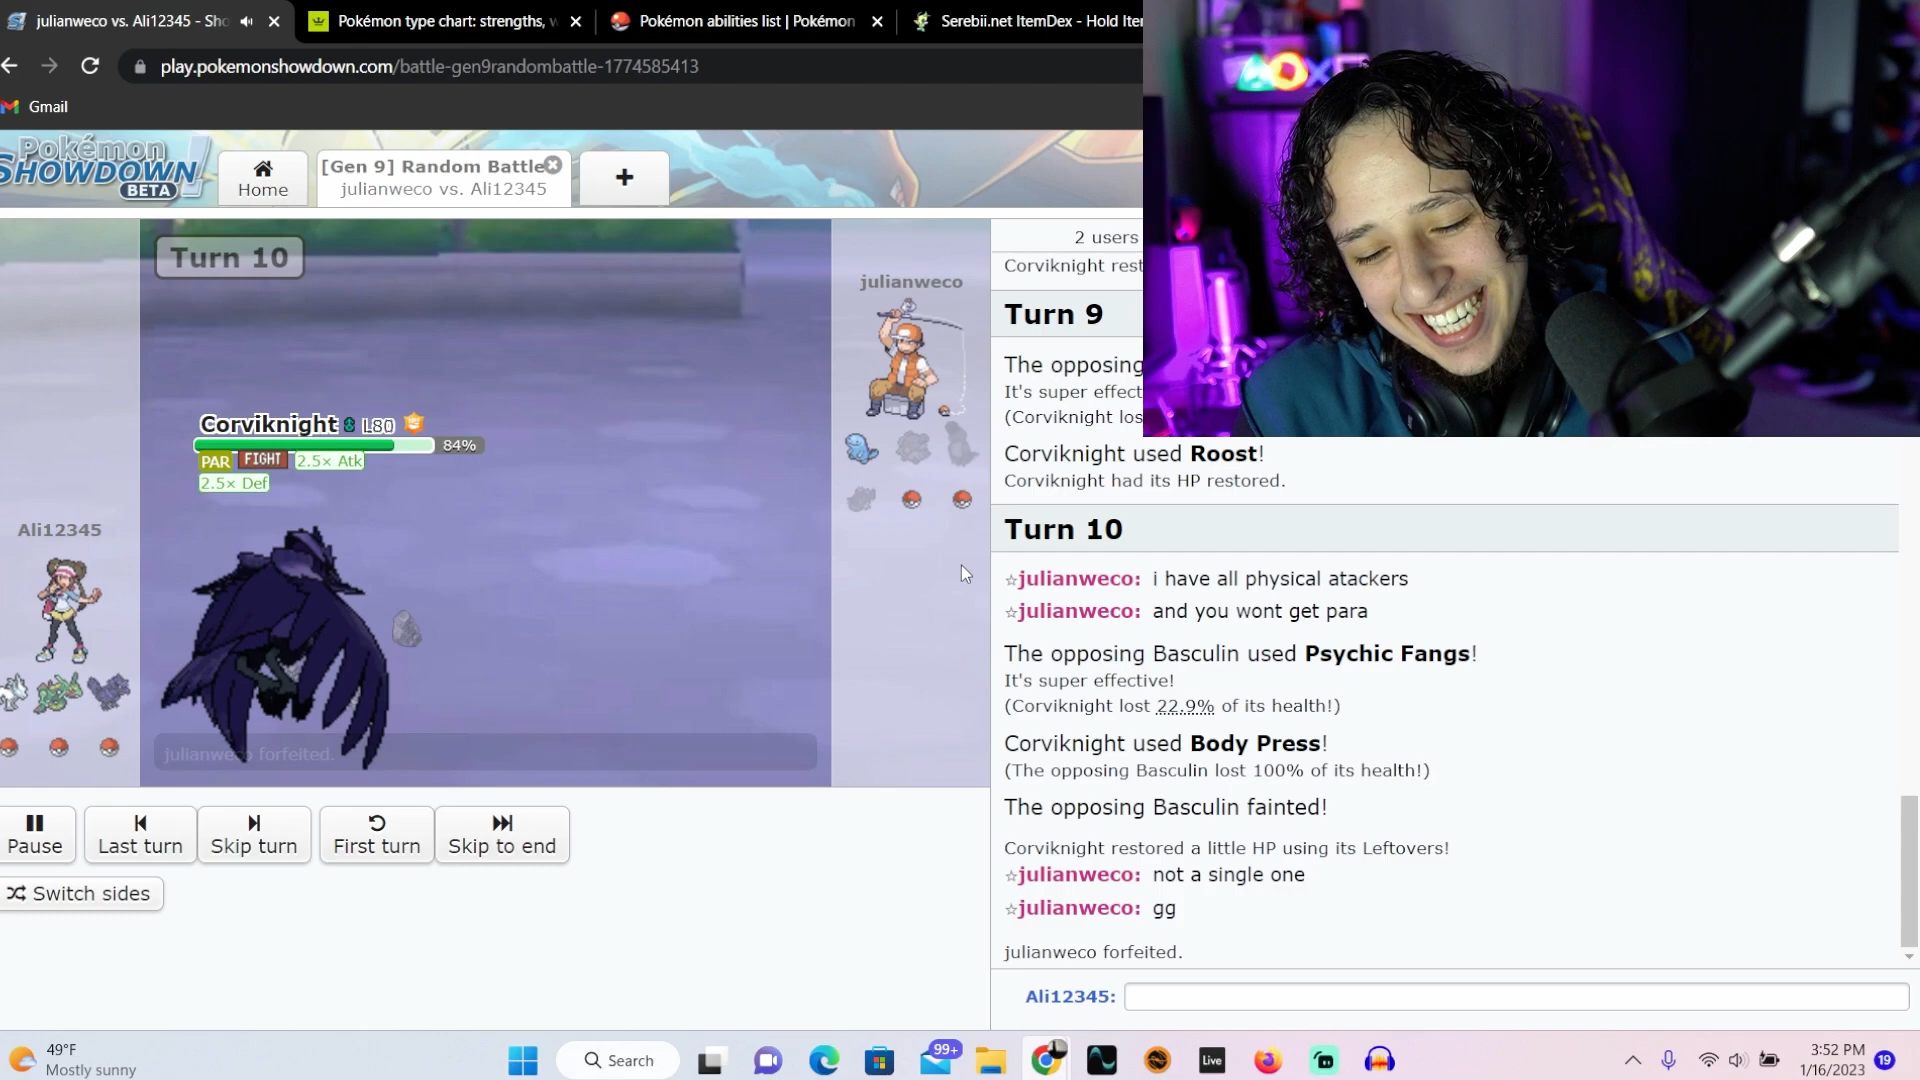 julianweco vs. Ali12345 - Sho
Pokémon type chart: strengths, w
Pokémon abilities list | Pokémon
Serebii.net ItemDex - Hold Iter
play.pokemonshowdown.com/battle-gen9randombattle-1774585413
Gmail
Pokémon
SHOWDOWN!
BETA
Home
[Gen 9] Random Battle
julianweco vs. Ali12345
+
Turn 10
julianweco
Corviknight L80
84%
PAR FIGHT 2.5× Atk
2.5× Def
Ali12345
julianweco forfeited.
Pause
Last turn
Skip turn
First turn
Skip to end
Switch sides
2 users
Corviknight rest
Turn 9
The opposing
It's super effect
(Corviknight los
Corviknight used Roost!
Corviknight had its HP restored.
Turn 10
☆julianweco: i have all physical atackers
☆julianweco: and you wont get para
The opposing Basculin used Psychic Fangs!
It's super effective!
(Corviknight lost 22.9% of its health!)
Corviknight used Body Press!
(The opposing Basculin lost 100% of its health!)
The opposing Basculin fainted!
Corviknight restored a little HP using its Leftovers!
☆julianweco: not a single one
☆julianweco: gg
julianweco forfeited.
Ali12345:
49°F
Mostly sunny
Search
99+
Live
3:52 PM
1/16/2023
19